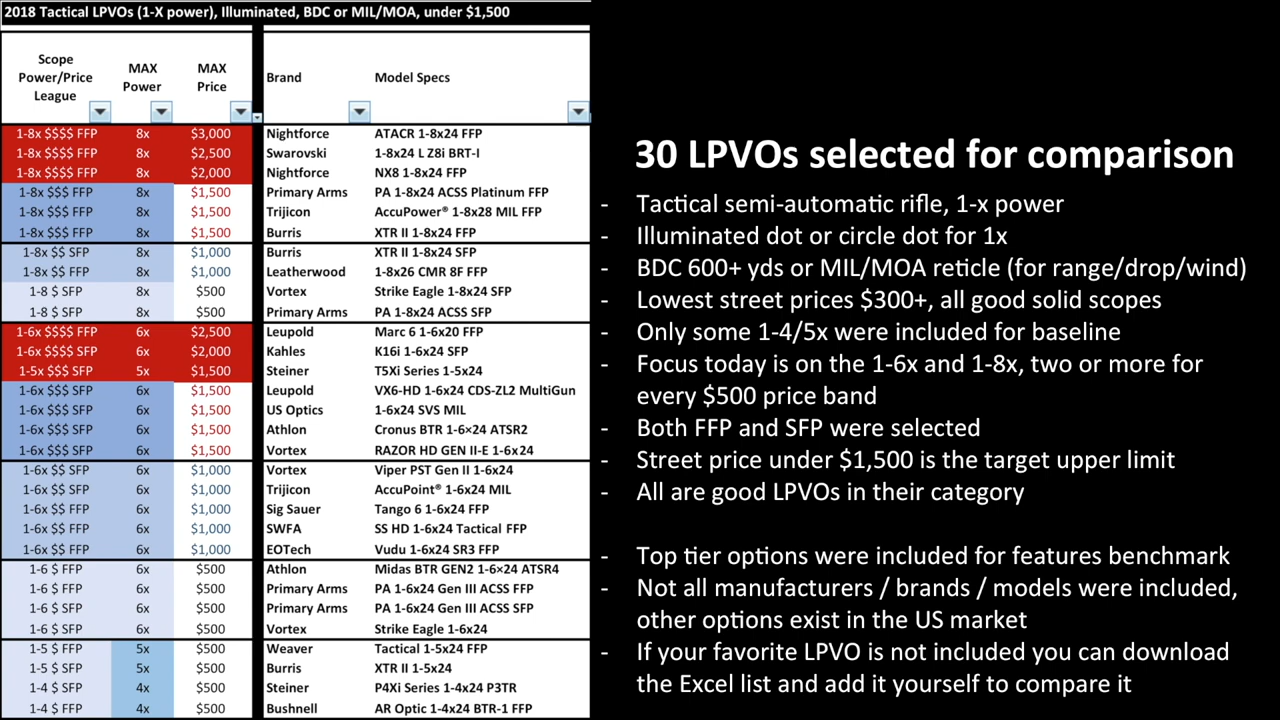 2018 Tactical LPVOs (1-X power), Illuminated, BDC or MIL/MOA, under $1,500
Scope Power/Price League MAX Power MAX Price Brand Model Specs
1-8x $$$$ FFP 8x $3,000 Nightforce ATACR 1-8x24 FFP
1-8x $$$$ FFP 8x $2,500 Swarovski 1-8x24 L Z8i BRT-I
1-8x $$$$ FFP 8x $2,000 Nightforce NX8 1-8x24 FFP
1-8x $$$ FFP 8x $1,500 Primary Arms PA 1-8x24 ACSS Platinum FFP
1-8x $$$ FFP 8x $1,500 Trijicon AccuPower® 1-8x28 MIL FFP
1-8x $$$ FFP 8x $1,500 Burris XTR II 1-8x24 FFP
1-8x $$ SFP 8x $1,000 Burris XTR II 1-8x24 SFP
1-8x $$ FFP 8x $1,000 Leatherwood 1-8x26 CMR 8F FFP
1-8 $ SFP 8x $500 Vortex Strike Eagle 1-8x24 SFP
1-8 $ SFP 8x $500 Primary Arms PA 1-8x24 ACSS SFP
1-6x $$$$ FFP 6x $2,500 Leupold Marc 6 1-6x20 FFP
1-6x $$$$ SFP 6x $2,000 Kahles K16i 1-6x24 SFP
1-5x $$$ SFP 5x $1,500 Steiner T5Xi Series 1-5x24
1-6x $$$ SFP 6x $1,500 Leupold VX6-HD 1-6x24 CDS-ZL2 MultiGun
1-6x $$$ SFP 6x $1,500 US Optics 1-6x24 SVS MIL
1-6x $$$ SFP 6x $1,500 Athlon Cronus BTR 1-6×24 ATSR2
1-6x $$$ SFP 6x $1,500 Vortex RAZOR HD GEN II-E 1-6x24
1-6x $$ SFP 6x $1,000 Vortex Viper PST Gen II 1-6x24
1-6x $$ SFP 6x $1,000 Trijicon AccuPoint® 1-6x24 MIL
1-6x $$ FFP 6x $1,000 Sig Sauer Tango 6 1-6x24 FFP
1-6x $$ FFP 6x $1,000 SWFA SS HD 1-6x24 Tactical FFP
1-6x $$ FFP 6x $1,000 EOTech Vudu 1-6x24 SR3 FFP
1-6 $ FFP 6x $500 Athlon Midas BTR GEN2 1-6×24 ATSR4
1-6 $ FFP 6x $500 Primary Arms PA 1-6x24 Gen III ACSS FFP
1-6 $ SFP 6x $500 Primary Arms PA 1-6x24 Gen III ACSS SFP
1-6 $ SFP 6x $500 Vortex Strike Eagle 1-6x24
1-5 $ FFP 5x $500 Weaver Tactical 1-5x24 FFP
1-5 $ SFP 5x $500 Burris XTR II 1-5x24
1-4 $ SFP 4x $500 Steiner P4Xi Series 1-4x24 P3TR
1-4 $ FFP 4x $500 Bushnell AR Optic 1-4x24 BTR-1 FFP
30 LPVOs selected for comparison
- Tactical semi-automatic rifle, 1-x power
- Illuminated dot or circle dot for 1x
- BDC 600+ yds or MIL/MOA reticle (for range/drop/wind)
- Lowest street prices $300+, all good solid scopes
- Only some 1-4/5x were included for baseline
- Focus today is on the 1-6x and 1-8x, two or more for
every $500 price band
- Both FFP and SFP were selected
- Street price under $1,500 is the target upper limit
- All are good LPVOs in their category
- Top tier options were included for features benchmark
- Not all manufacturers / brands / models were included,
other options exist in the US market
- If your favorite LPVO is not included you can download
the Excel list and add it yourself to compare it